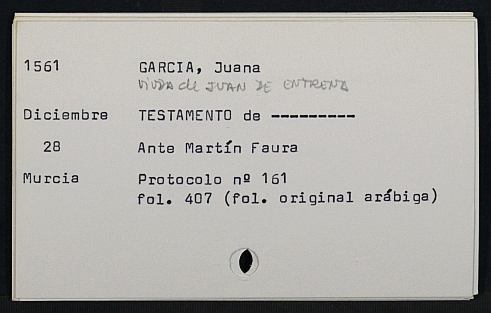 1561 GARCIA, Juana
VIUDA de JUAN DE ENTRENA
Diciembre TESTAMENTO de ---------
28 Ante Martín Faura
Murcia Protocolo nº 161
fol. 407 (fol. original arábiga)